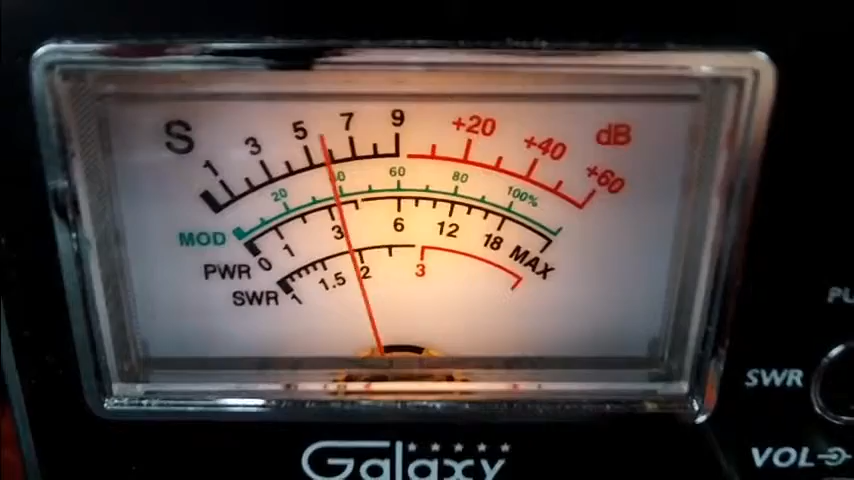 S 1 3 5 7 9 +20 +40 +60 dB
MOD 20 60 80 100%
PWR 0 1 3 6 12 18 MAX
SWR 1 1.5 2 3
SWR
VOL
Galaxy